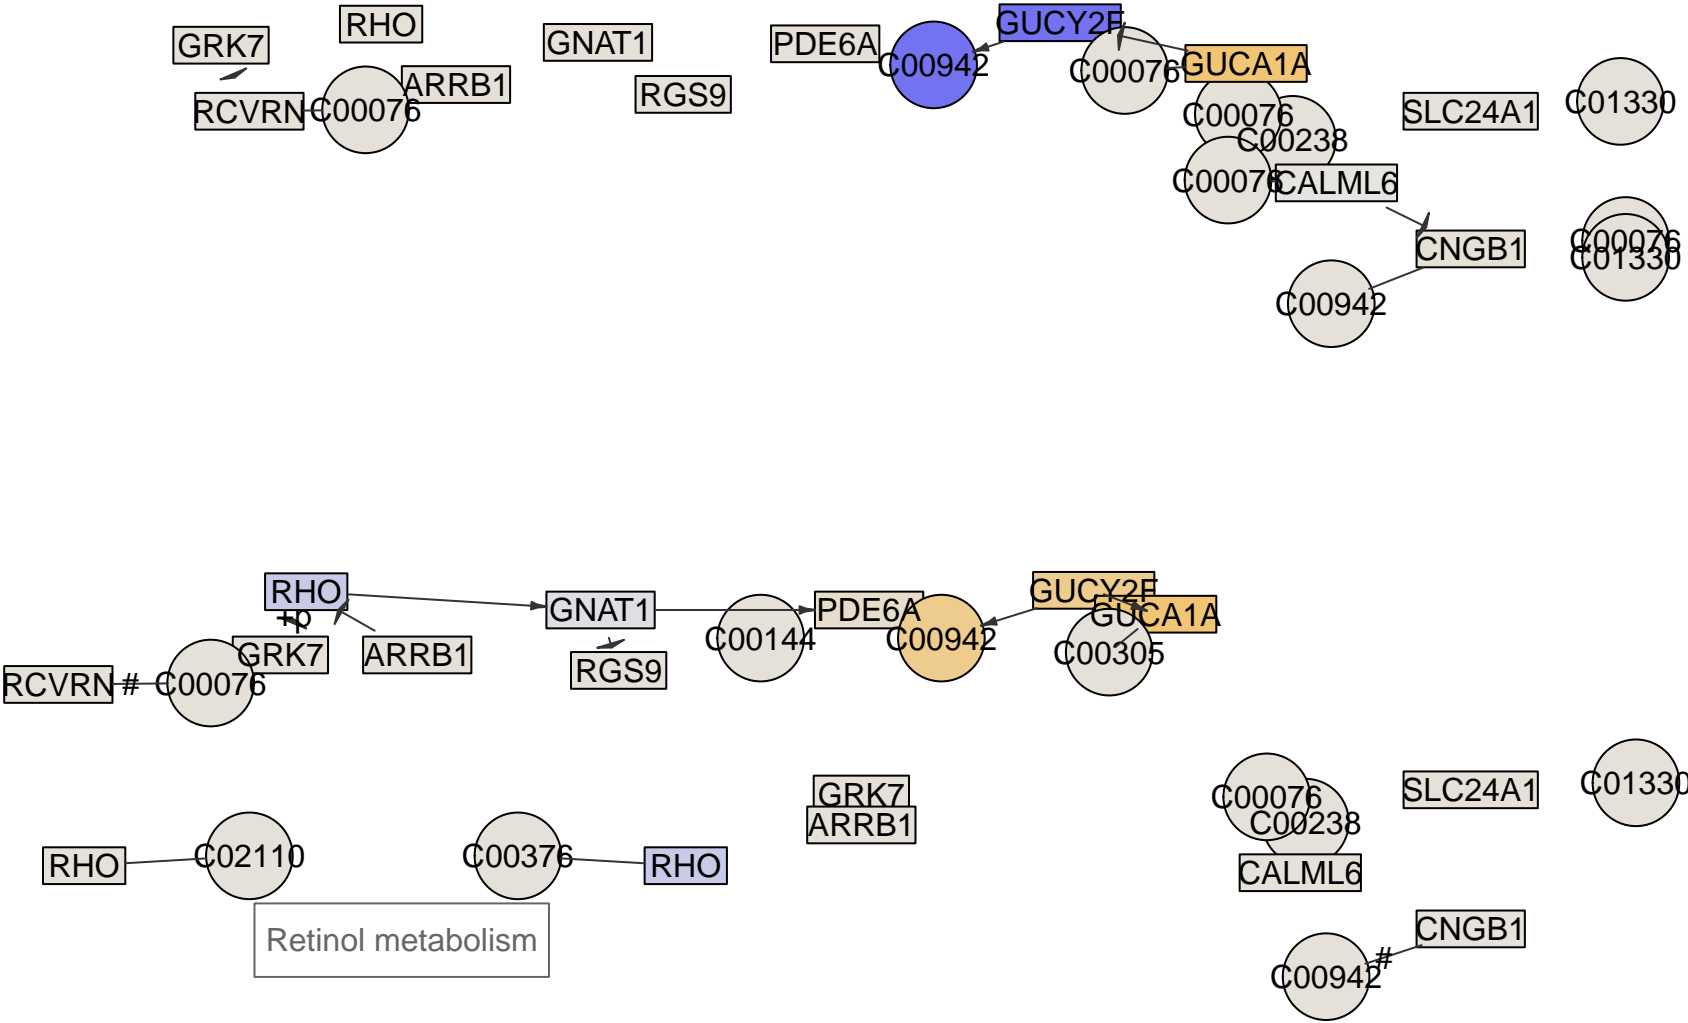 RHO
GRK7
GNAT1
PDE6A
GUCY2F
C00942
C00076
GUCA1A
ARRB1
RGS9
RCVRN
C00076
C00076
C00238
SLC24A1
C01330
C00076
CALML6
CNGB1
C00076
C01330
C00942
RHO
+p
GNAT1
PDE6A
GUCY2F
GUCA1A
GRK7
ARRB1
RGS9
C00144
C00942
C00305
RCVRN
#
C00076
GRK7
ARRB1
C00076
C00238
SLC24A1
C01330
RHO
C02110
C00376
RHO
CALML6
Retinol metabolism
CNGB1
#
C00942